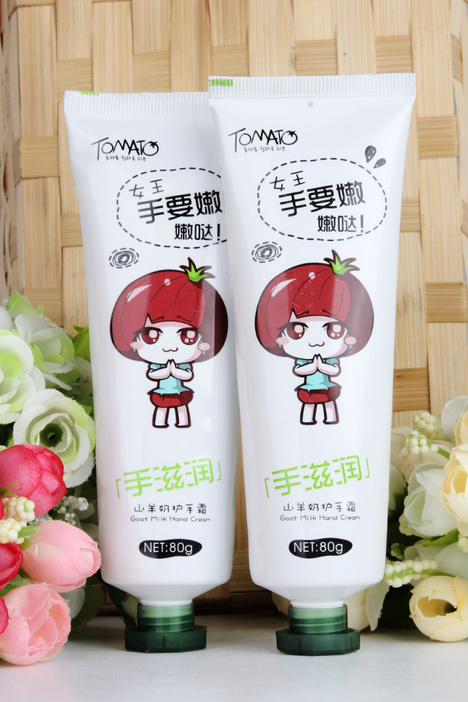 TOMATO
女王
手要嫩
嫩哒!
「手滋润」
山羊奶护手霜
Goat Milk Hand Cream
NET:80g
TOMATO
女王
手要嫩
嫩哒!
「手滋润」
山羊奶护手霜
Goat Milk Hand Cream
NET:80g